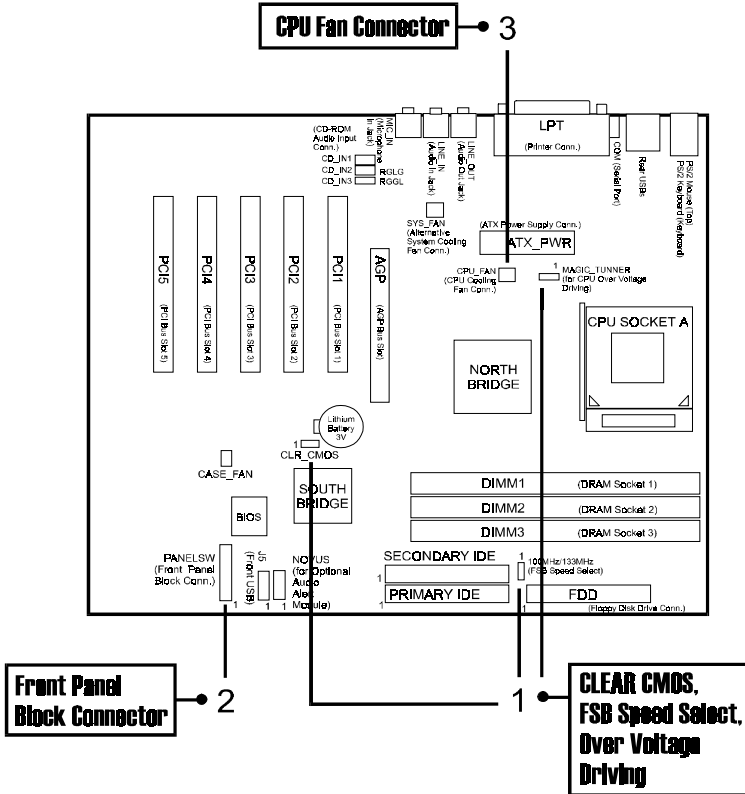 CPU Fan Connector
3
(CD-ROM
Audio Input
Conn.)
CD_IN1
CD_IN2
CD_IN3
RGLG
RGGL
MIC_IN
(Microphone
In Jack)
LINE_IN
(Audio In Jack)
LINE_OUT
(Audio Out Jack)
LPT
(Printer Conn.)
COM (Serial Port)
Rear USBs
PS/2 Mouse (Top)
PS/2 Keyboard (Keyboard)
SYS_FAN
(Alternative
System Cooling
Fan Conn.)
(ATX Power Supply Conn.)
ATX_PWR
CPU_FAN
(CPU Cooling
Fan Conn.)
1
MAGIC_TUNNER
(for CPU Over Voltage
Driving)
PCI5
(PCI Bus Slot 5)
PCI4
(PCI Bus Slot 4)
PCI3
(PCI Bus Slot 3)
PCI2
(PCI Bus Slot 2)
PCI1
(PCI Bus Slot 1)
AGP
(AGP Bus Slot)
CPU SOCKET A
NORTH
BRIDGE
Lithium
Battery
3V
1
CLR_CMOS
CASE_FAN
SOUTH
BRIDGE
BIOS
DIMM1 (DRAM Socket 1)
DIMM2 (DRAM Socket 2)
DIMM3 (DRAM Socket 3)
PANELSW
(Front Panel
Block Conn.)
1
J5
(Front USB)
1
NOVUS
(for Optional
Audio
Alert
Module)
1
SECONDARY IDE
1
PRIMARY IDE
1
1
100MHz/133MHz
(FSB Speed Select)
FDD
1
(Floppy Disk Drive Conn.)
Front Panel
Block Connector
2
1
CLEAR CMOS,
FSB Speed Select,
Over Voltage
Driving